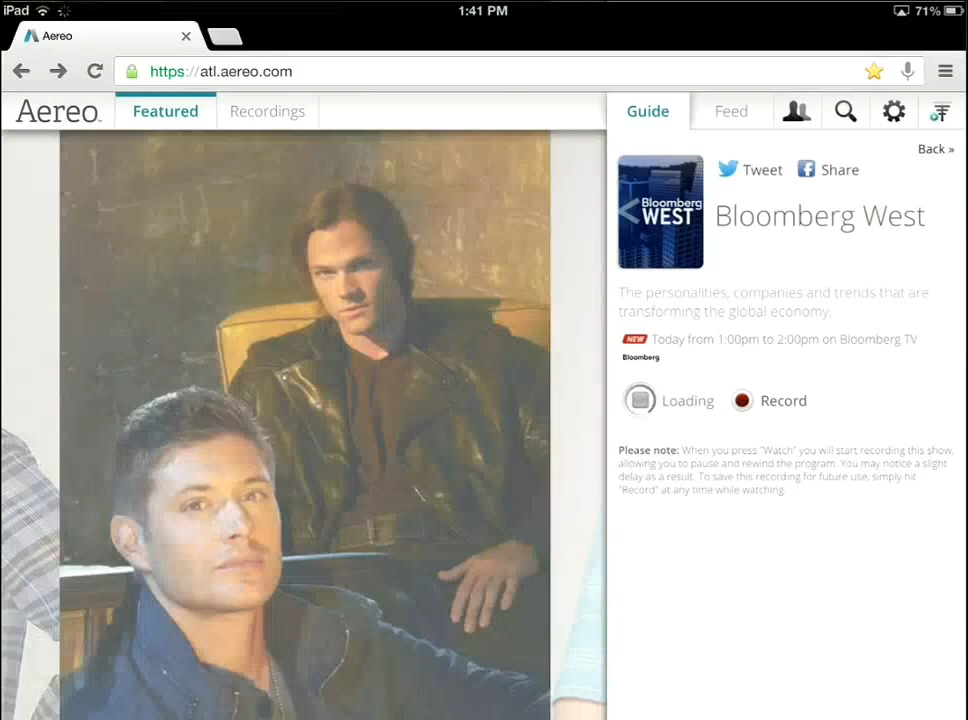 iPad
1:41 PM
71%
Aereo
https://atl.aereo.com
Aereo
Featured
Recordings
Guide
Feed
Back »
Bloomberg
WEST
Tweet
Share
Bloomberg West
The personalities, companies and trends that are
transforming the global economy.
NEW Today from 1:00pm to 2:00pm on Bloomberg TV
Bloomberg
Loading
Record
Please note: When you press "Watch" you will start recording this show,
allowing you to pause and rewind the program. You may notice a slight
delay as a result. To save this recording for future use, simply hit
"Record" at any time while watching.